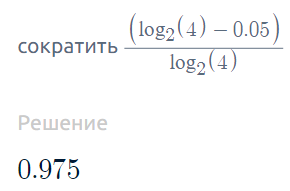 сократить (log₂(4) − 0.05) / log₂(4)
Решение
0.975